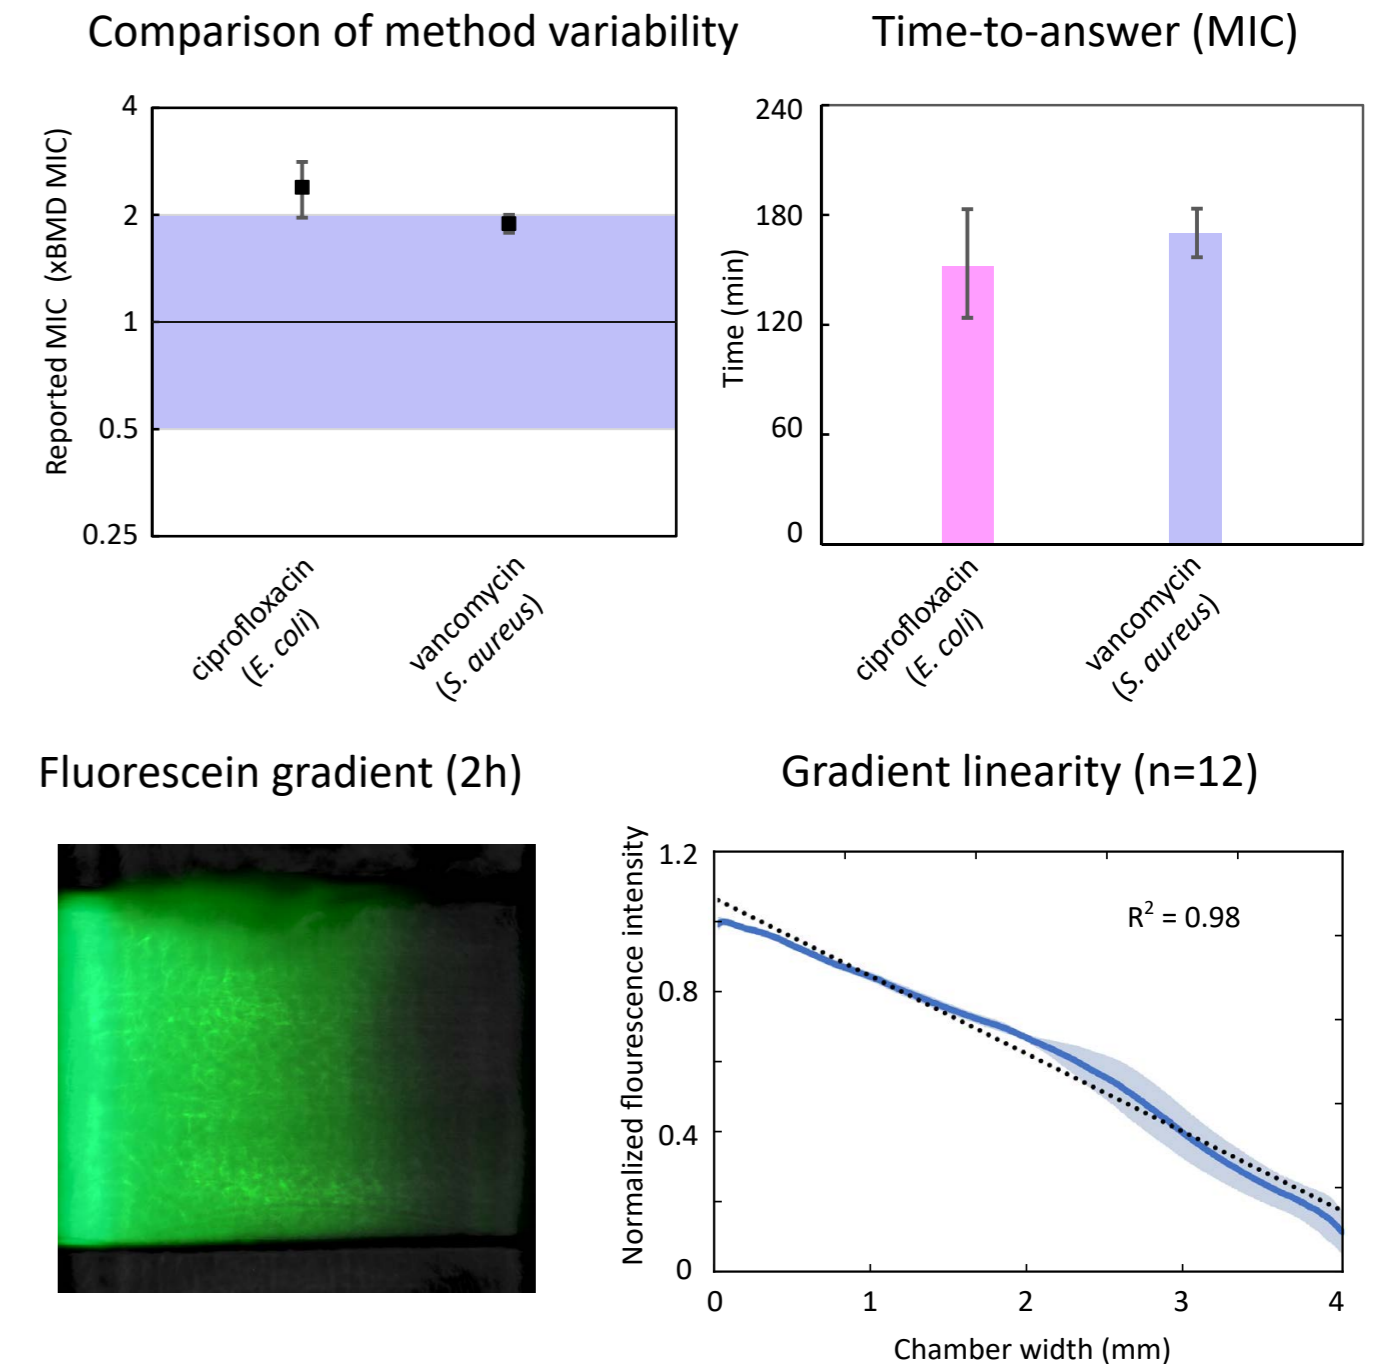 Comparison of method variability
Reported MIC (xBMD MIC)
4
2
1
0.5
0.25
ciprofloxacin
(E. coli)
vancomycin
(S. aureus)
Time-to-answer (MIC)
Time (min)
240
180
120
60
0
ciprofloxacin
(E. coli)
vancomycin
(S. aureus)
Fluorescein gradient (2h)
Gradient linearity (n=12)
Normalized flourescence intensity
1.2
0.8
0.4
0
R² = 0.98
0 1 2 3 4
Chamber width (mm)